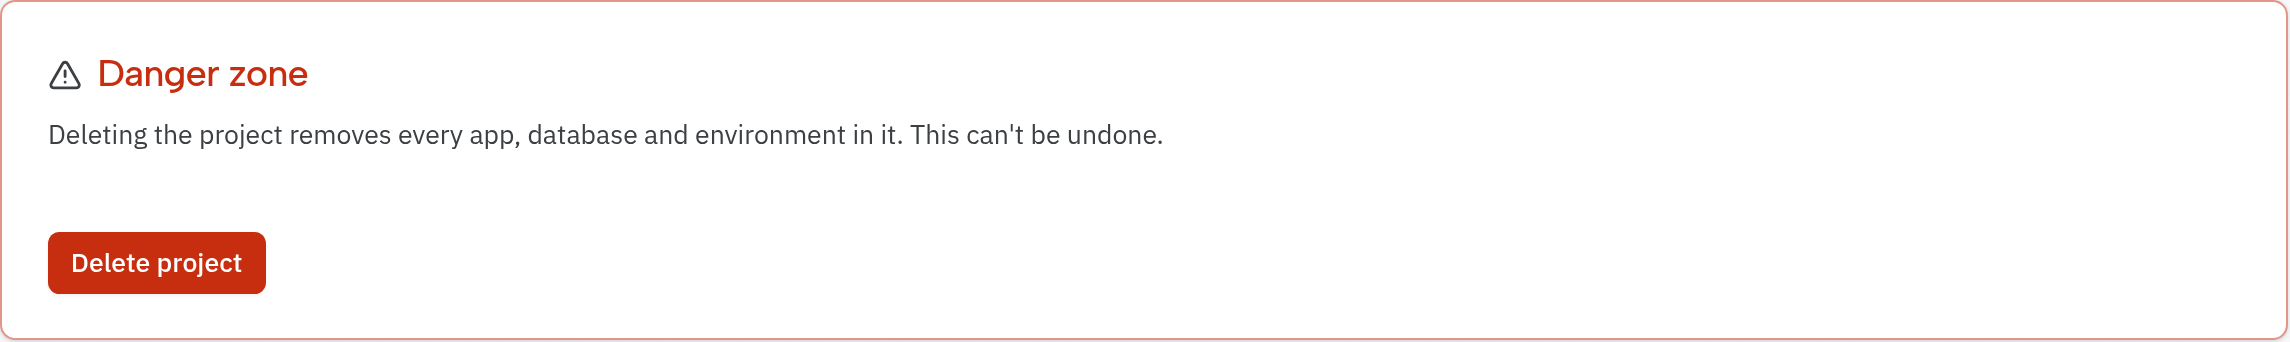 Danger zone
Deleting the project removes every app, database and environment in it. This can't be undone.
Delete project